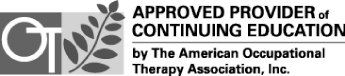 OT
APPROVED PROVIDER of
CONTINUING EDUCATION
by The American Occupational
Therapy Association, Inc.